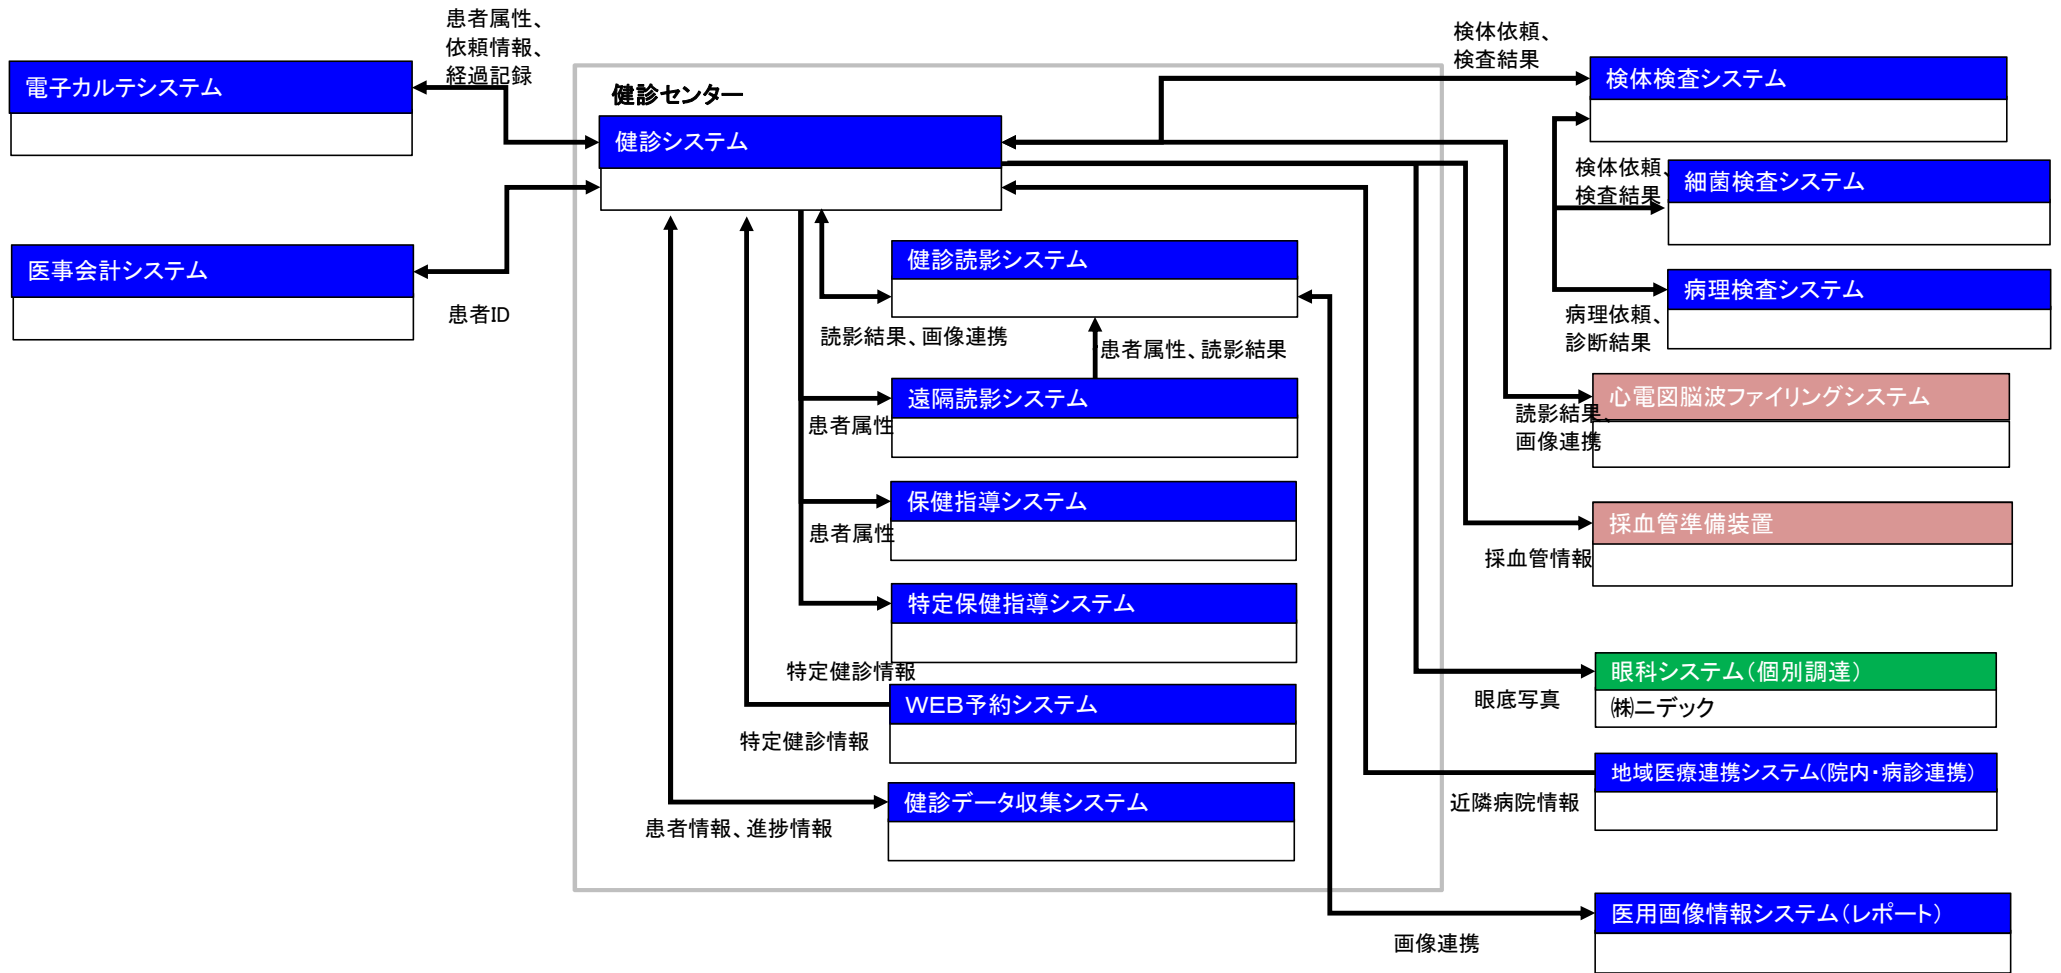 患者属性、
依頼情報、
経過記録
電子カルテシステム
医事会計システム
患者ID
健診センター
健診システム
健診読影システム
読影結果、画像連携
患者属性、読影結果
遠隔読影システム
患者属性
保健指導システム
患者属性
特定保健指導システム
特定健診情報
WEB予約システム
特定健診情報
健診データ収集システム
患者情報、進捗情報
検体依頼、
検査結果
検体検査システム
検体依頼、
検査結果
細菌検査システム
病理検査システム
病理依頼、
診断結果
心電図脳波ファイリングシステム
読影結果、
画像連携
採血管準備装置
採血管情報
眼科システム(個別調達)
㈱ニデック
眼底写真
地域医療連携システム(院内・病診連携)
近隣病院情報
医用画像情報システム(レポート)
画像連携